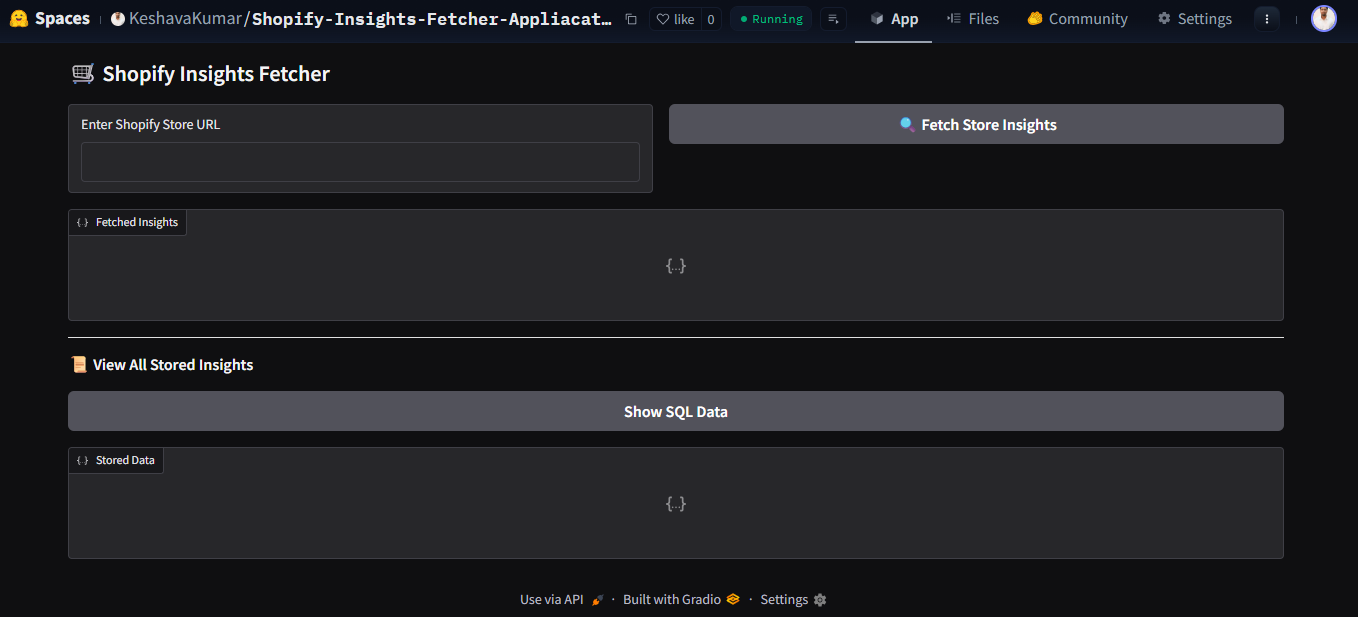 Spaces KeshavaKumar/Shopify-Insights-Fetcher-Appliacat… like 0 Running App Files Community Settings
Shopify Insights Fetcher
Enter Shopify Store URL
Fetch Store Insights
Fetched Insights
View All Stored Insights
Show SQL Data
Stored Data
Use via API · Built with Gradio · Settings